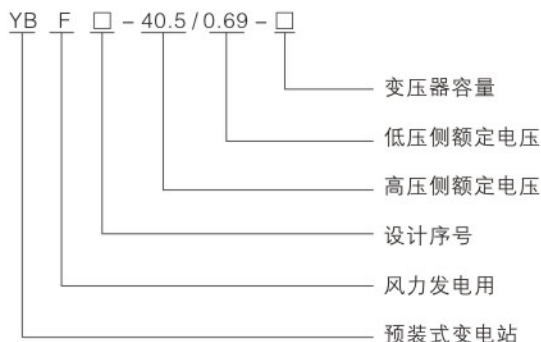 YB F □ - 40.5 / 0.69 - □
变压器容量
低压侧额定电压
高压侧额定电压
设计序号
风力发电用
预装式变电站